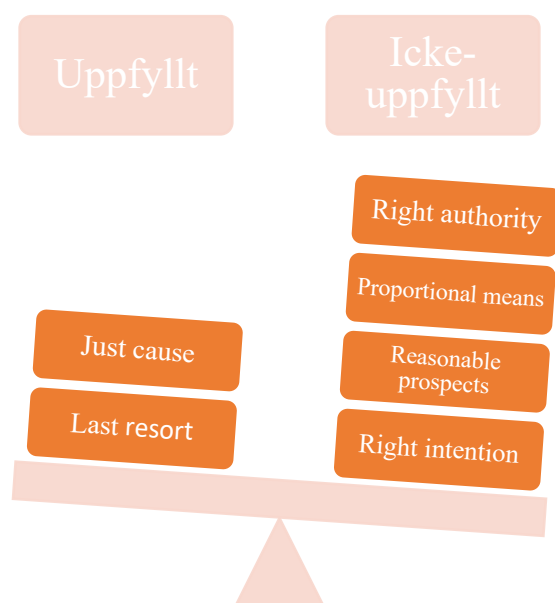 Uppfyllt
Icke-
uppfyllt
Right authority
Proportional means
Reasonable
prospects
Right intention
Just cause
Last resort